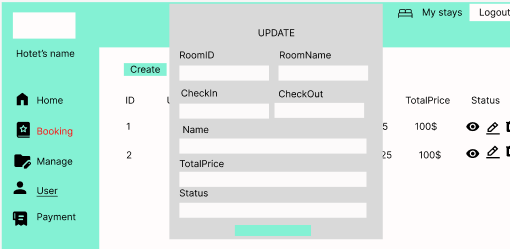 UPDATE
My stays
Logout
Hotet's name
RoomID
RoomName
Create
CheckIn
CheckOut
ID
TotalPrice
Status
Home
1
5
100$
Booking
Name
2
25
100$
Manage
TotalPrice
User
Status
Payment